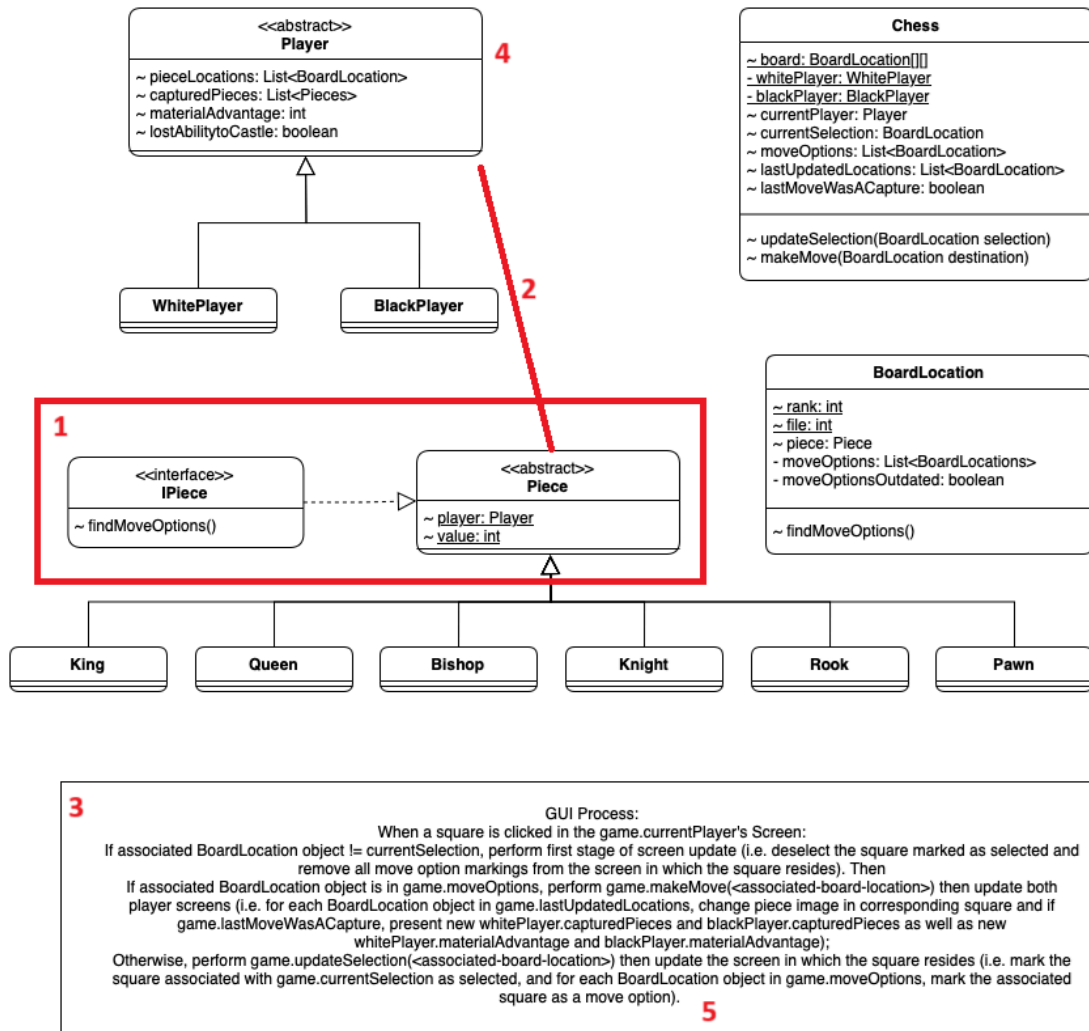 <<abstract>>
Player
4
~ pieceLocations: List<BoardLocation>
~ capturedPieces: List<Pieces>
~ materialAdvantage: int
~ lostAbilitytoCastle: boolean
WhitePlayer
BlackPlayer
2
Chess
~ board: BoardLocation[][]
- whitePlayer: WhitePlayer
- blackPlayer: BlackPlayer
~ currentPlayer: Player
~ currentSelection: BoardLocation
~ moveOptions: List<BoardLocation>
~ lastUpdatedLocations: List<BoardLocation>
~ lastMoveWasACapture: boolean
~ updateSelection(BoardLocation selection)
~ makeMove(BoardLocation destination)
BoardLocation
~ rank: int
~ file: int
~ piece: Piece
- moveOptions: List<BoardLocations>
- moveOptionsOutdated: boolean
~ findMoveOptions()
1
<<interface>>
IPiece
~ findMoveOptions()
<<abstract>>
Piece
~ player: Player
~ value: int
King
Queen
Bishop
Knight
Rook
Pawn
3
GUI Process:
When a square is clicked in the game.currentPlayer's Screen:
If associated BoardLocation object != currentSelection, perform first stage of screen update (i.e. deselect the square marked as selected and
remove all move option markings from the screen in which the square resides). Then
If associated BoardLocation object is in game.moveOptions, perform game.makeMove(<associated-board-location>) then update both
player screens (i.e. for each BoardLocation object in game.lastUpdatedLocations, change piece image in corresponding square and if
game.lastMoveWasACapture, present new whitePlayer.capturedPieces and blackPlayer.capturedPieces as well as new
whitePlayer.materialAdvantage and blackPlayer.materialAdvantage);
Otherwise, perform game.updateSelection(<associated-board-location>) then update the screen in which the square resides (i.e. mark the
square associated with game.currentSelection as selected, and for each BoardLocation object in game.moveOptions, mark the associated
square as a move option).
5